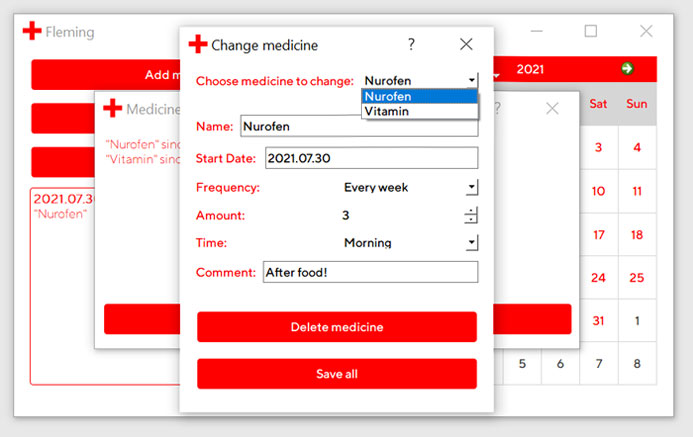 Fleming
Change medicine
?
Add m
2021
Choose medicine to change: Nurofen
Nurofen
Vitamin
Medicine
?
Sat Sun
"Nurofen" sinc
"Vitamin" sinc
Name: Nurofen
Start Date: 2021.07.30
Frequency: Every week
Amount: 3
Time: Morning
Comment: After food!
Delete medicine
Save all
2021.07.3
"Nurofen"
3 4
10 11
17 18
24 25
31 1
5 6 7 8